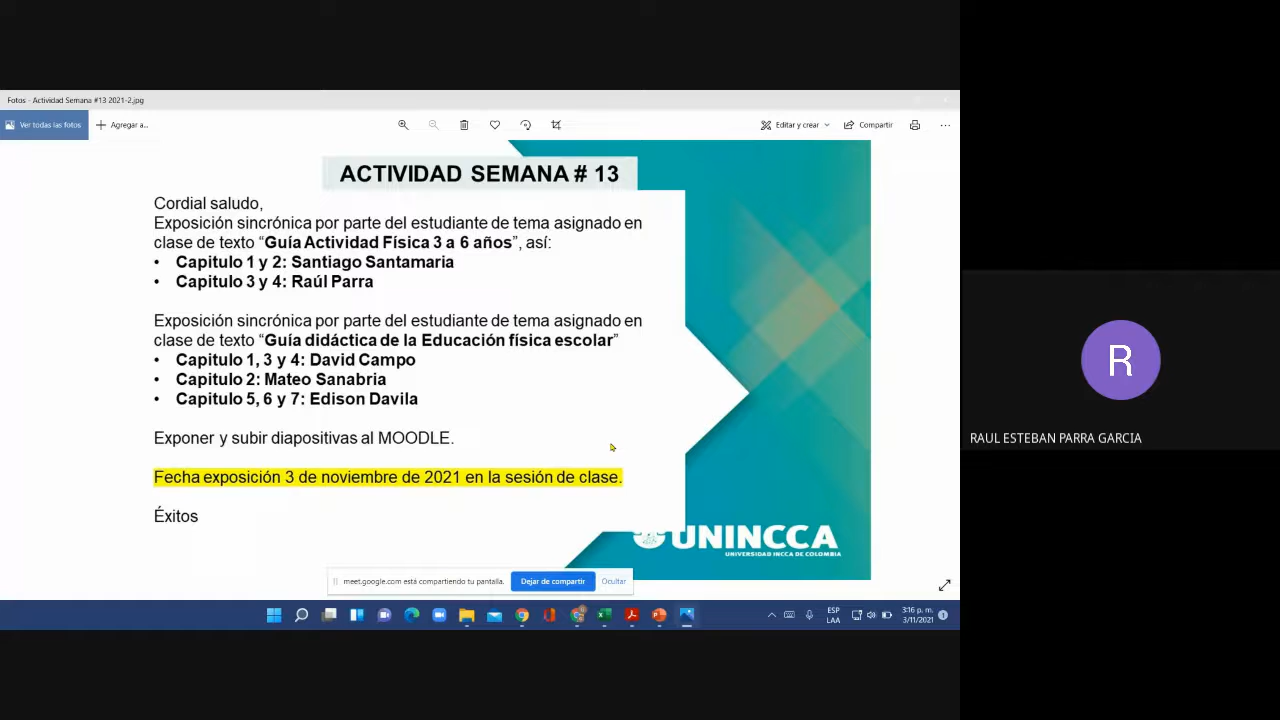 Fotos - Actividad Semana #13 2021-2.jpg
Ver todas las fotos
Agregar a...
Editar y crear
Compartir
ACTIVIDAD SEMANA # 13
Cordial saludo,
Exposición sincrónica por parte del estudiante de tema asignado en
clase de texto “Guía Actividad Física 3 a 6 años”, así:
• Capitulo 1 y 2: Santiago Santamaria
• Capitulo 3 y 4: Raúl Parra
Exposición sincrónica por parte del estudiante de tema asignado en
clase de texto “Guía didáctica de la Educación física escolar”
• Capitulo 1, 3 y 4: David Campo
• Capitulo 2: Mateo Sanabria
• Capitulo 5, 6 y 7: Edison Davila
Exponer y subir diapositivas al MOODLE.
Fecha exposición 3 de noviembre de 2021 en la sesión de clase.
Éxitos
UNINCCA
UNIVERSIDAD INCCA DE COLOMBIA
meet.google.com está compartiendo tu pantalla.
Dejar de compartir
Ocultar
ESP
LAA
3:16 p. m.
3/11/2021
1
R
RAUL ESTEBAN PARRA GARCIA